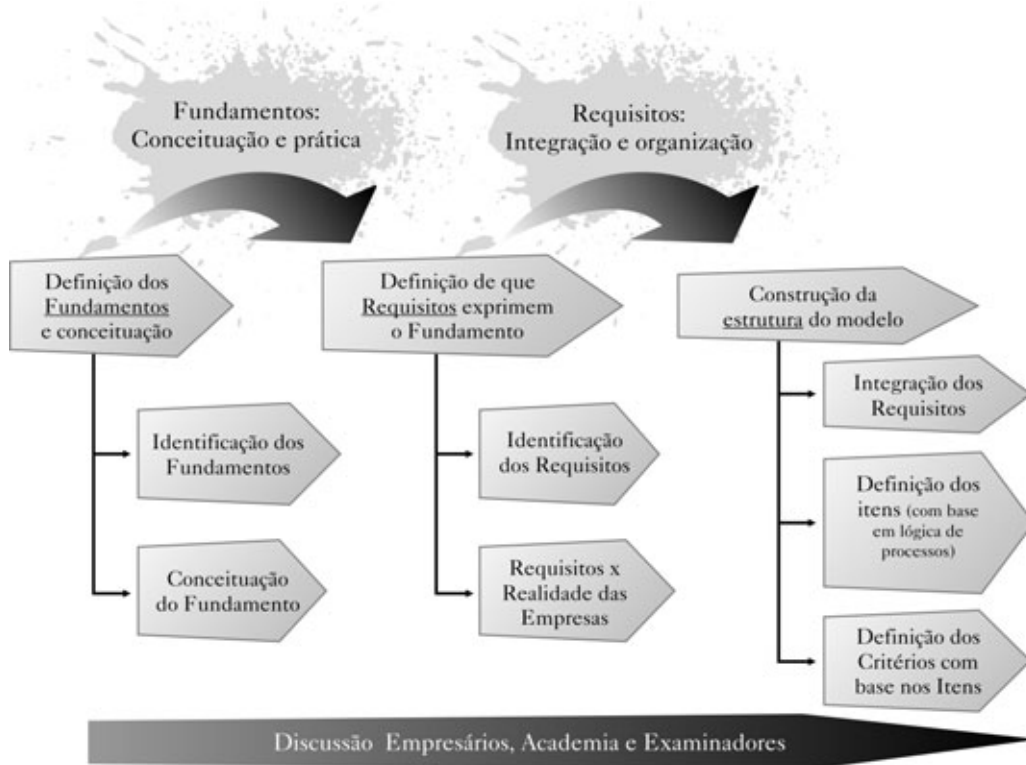 Fundamentos:
Conceituação e prática
Requisitos:
Integração e organização
Definição dos
Fundamentos
e conceituação
Identificação dos
Fundamentos
Conceituação
do Fundamento
Definição de que
Requisitos exprimem
o Fundamento
Identificação
dos Requisitos
Requisitos x
Realidade das
Empresas
Construção da
estrutura do modelo
Integração dos
Requisitos
Definição dos
itens (com base
em lógica de
processos)
Definição dos
Critérios com
base nos Itens
Discussão Empresários, Academia e Examinadores